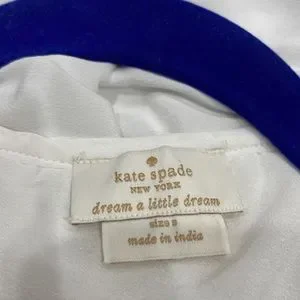 kate spade
NEW YORK
dream a little dream
size s
made in india